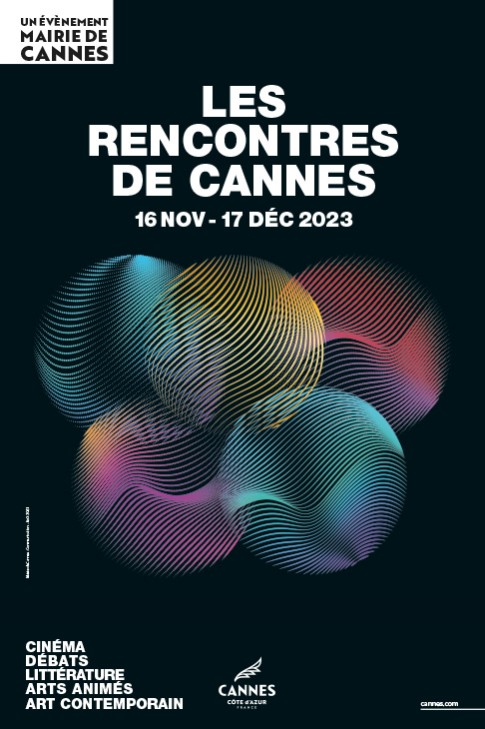 UN ÉVÈNEMENT
MAIRIE DE
CANNES
LES
RENCONTRES
DE CANNES
16 NOV - 17 DÉC 2023
CINÉMA
DÉBATS
LITTÉRATURE
ARTS ANIMÉS
ART CONTEMPORAIN
CANNES
CÔTE d'AZUR
FRANCE
cannes.com